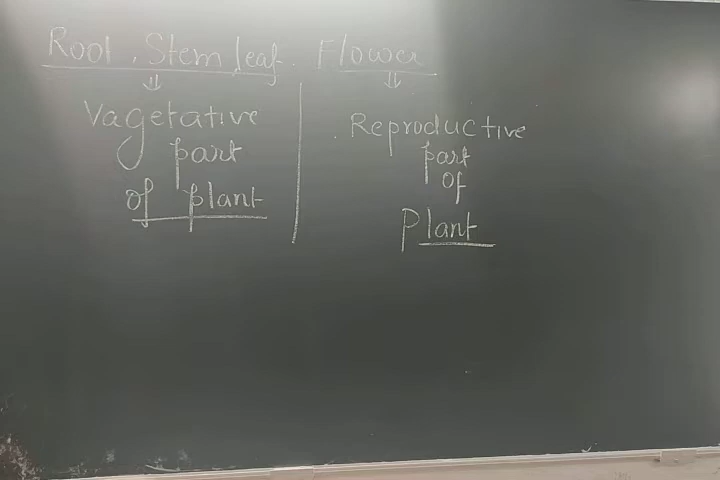 Root . Stem leaf . Flower
⇓ ⇓
Vagetative
part
of plant
Reproductive
part
of
Plant